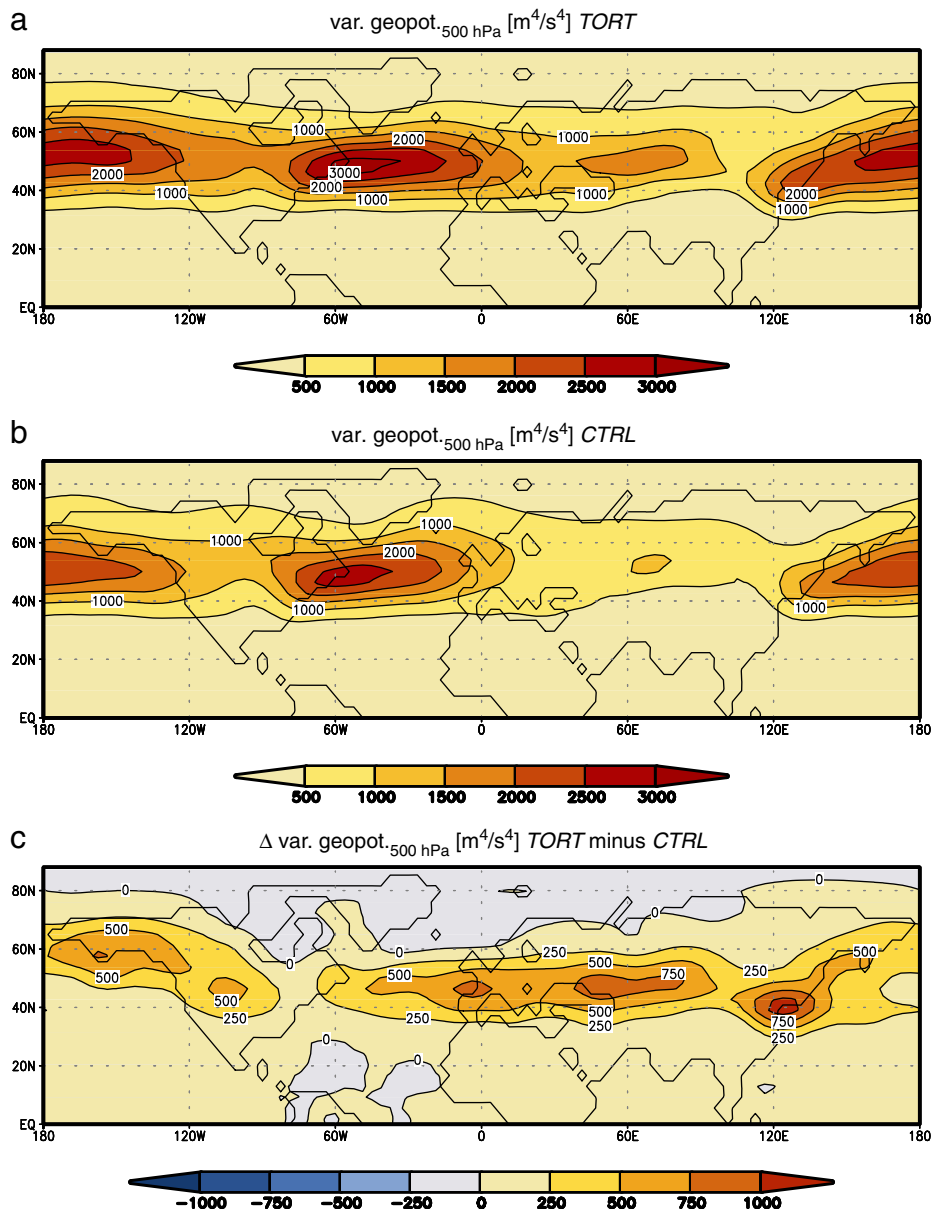 a
var. geopot.500 hPa [m4/s4] TORT
80N
1000 2000 1000
60N
2000 3000 2000
40N
1000 1000 1000 2000 1000
20N
EQ
180 120W 60W 0 60E 120E 180
500 1000 1500 2000 2500 3000
b
var. geopot.500 hPa [m4/s4] CTRL
80N
1000
60N
1000 2000
40N
1000 1000 1000
20N
EQ
180 120W 60W 0 60E 120E 180
500 1000 1500 2000 2500 3000
c
Δ var. geopot.500 hPa [m4/s4] TORT minus CTRL
80N
0 0
0
500 0 250 500
60N
0 500 750 250
500 500
40N
500 250 250 500 750
250 250
0 0
20N
EQ
180 120W 60W 0 60E 120E 180
−1000 −750 −500 −250 0 250 500 750 1000